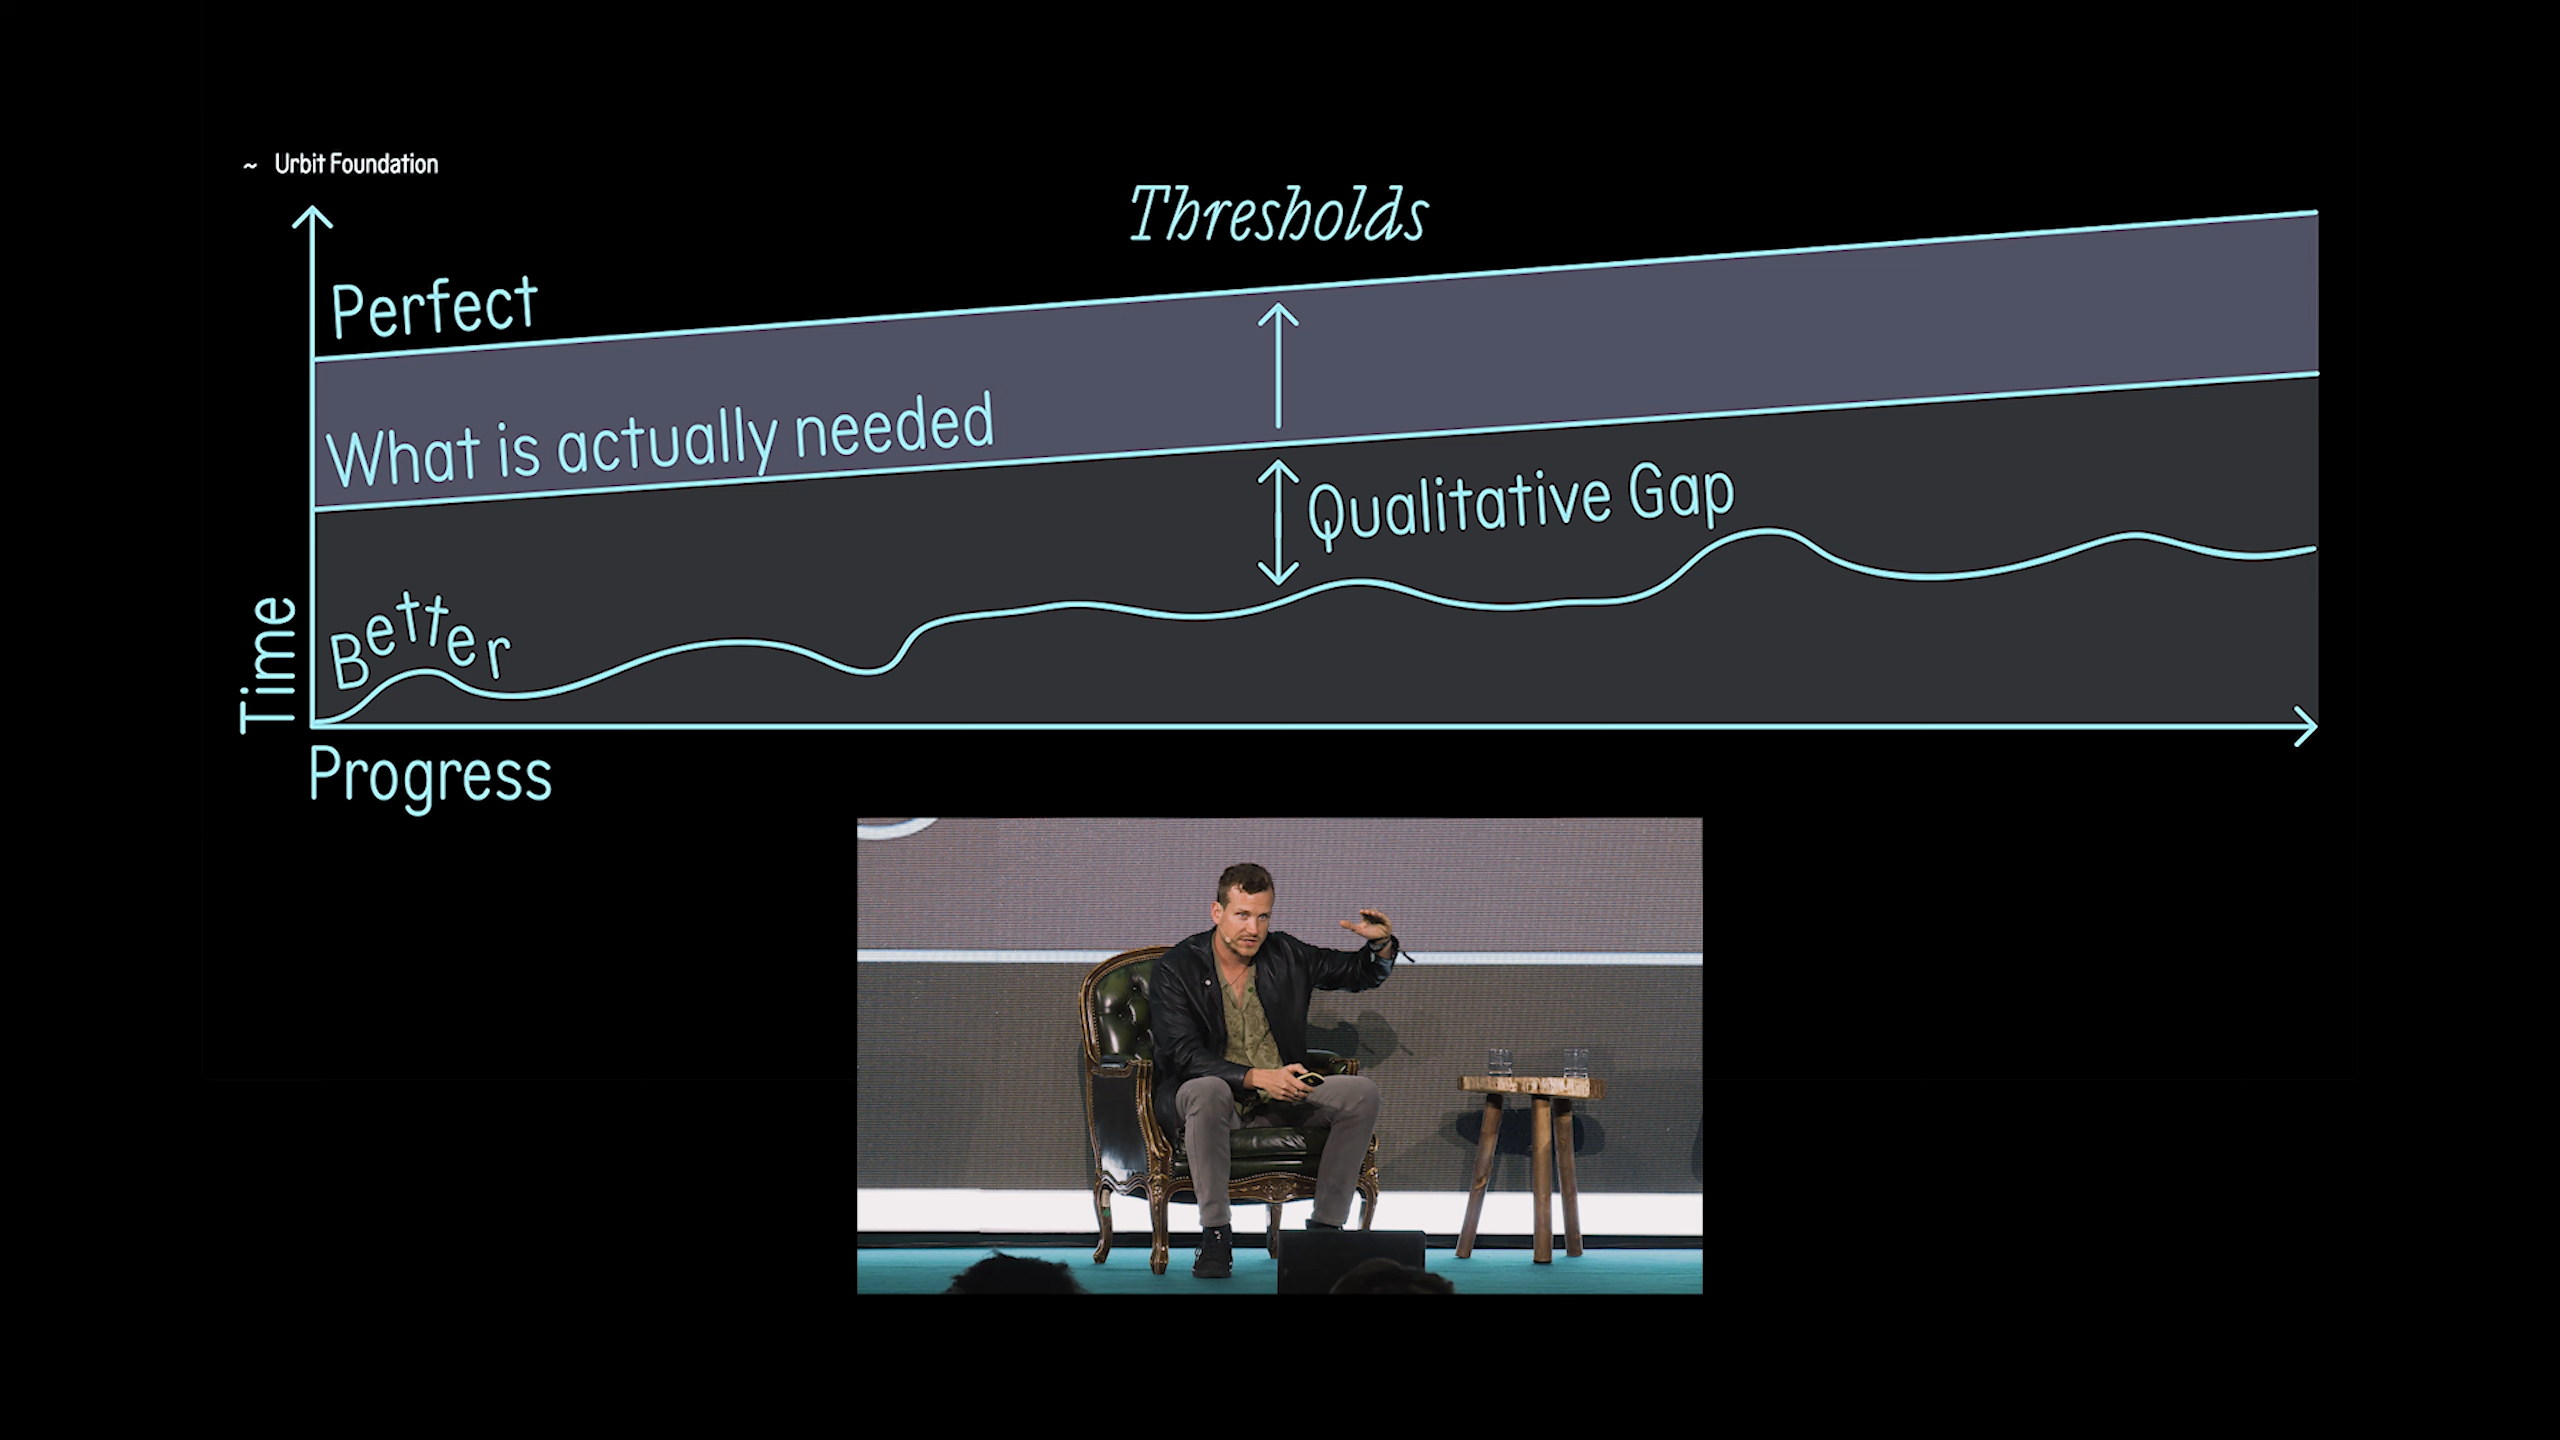 ~ Urbit Foundation
Thresholds
Perfect
What is actually needed
Qualitative Gap
Better
Time
Progress